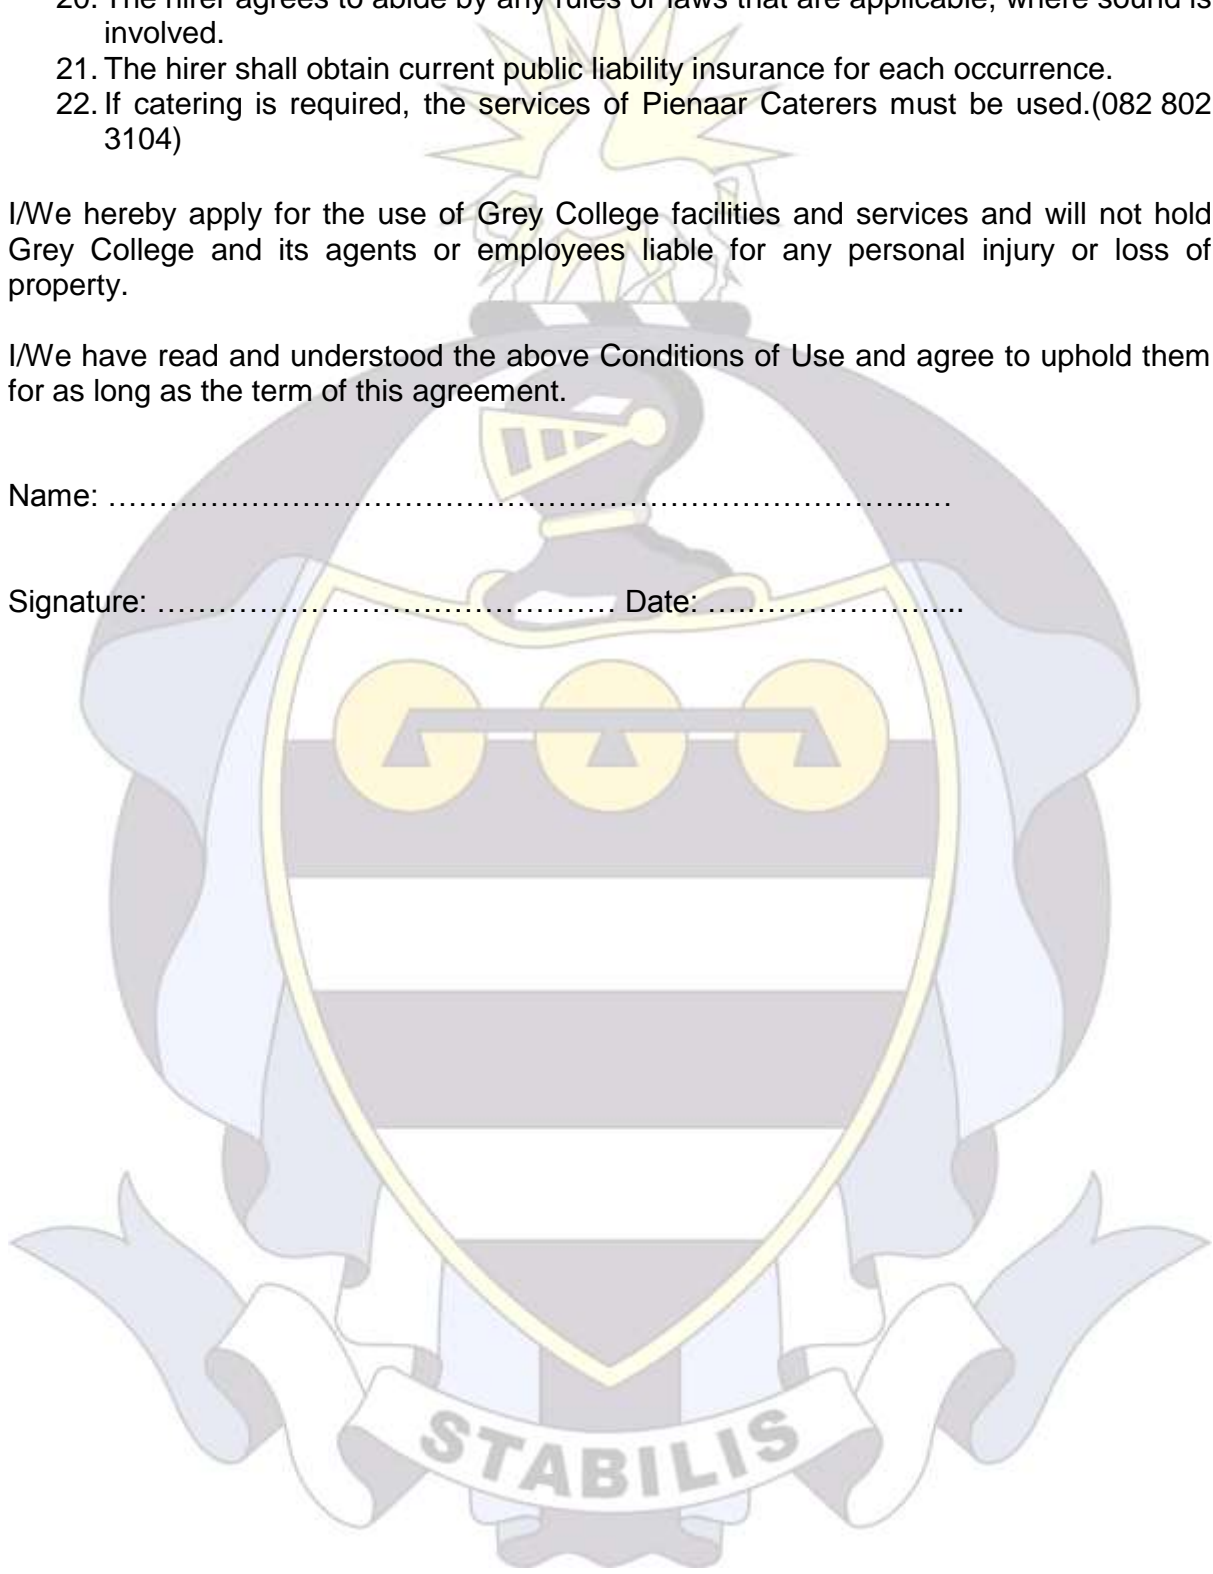 20. The hirer agrees to abide by any rules or laws that are applicable, where sound is
involved.
21. The hirer shall obtain current public liability insurance for each occurrence.
22. If catering is required, the services of Pienaar Caterers must be used.(082 802
3104)
I/We hereby apply for the use of Grey College facilities and services and will not hold
Grey College and its agents or employees liable for any personal injury or loss of
property.
I/We have read and understood the above Conditions of Use and agree to uphold them
for as long as the term of this agreement.
Name: ……………………………………………………………………..…
Signature: ……………………………………… Date: …………………...
STABILIS